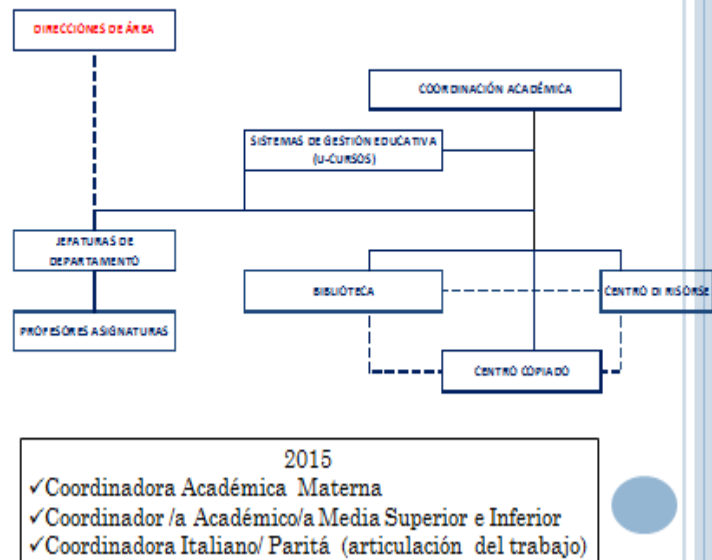 DIRECCIONES DE ÁREA
COORDINACIÓN ACADÉMICA
SISTEMAS DE GESTIÓN EDUCATIVA
(U-CURSOS)
JEFATURAS DE
DEPARTAMENTO
BIBLIOTECA
CENTRO DI RISORSE
PROFESORES ASIGNATURAS
CENTRO COPIADO
2015
✓Coordinadora Académica Materna
✓Coordinador /a Académico/a Media Superior e Inferior
✓Coordinadora Italiano/ Paritá (articulación del trabajo)